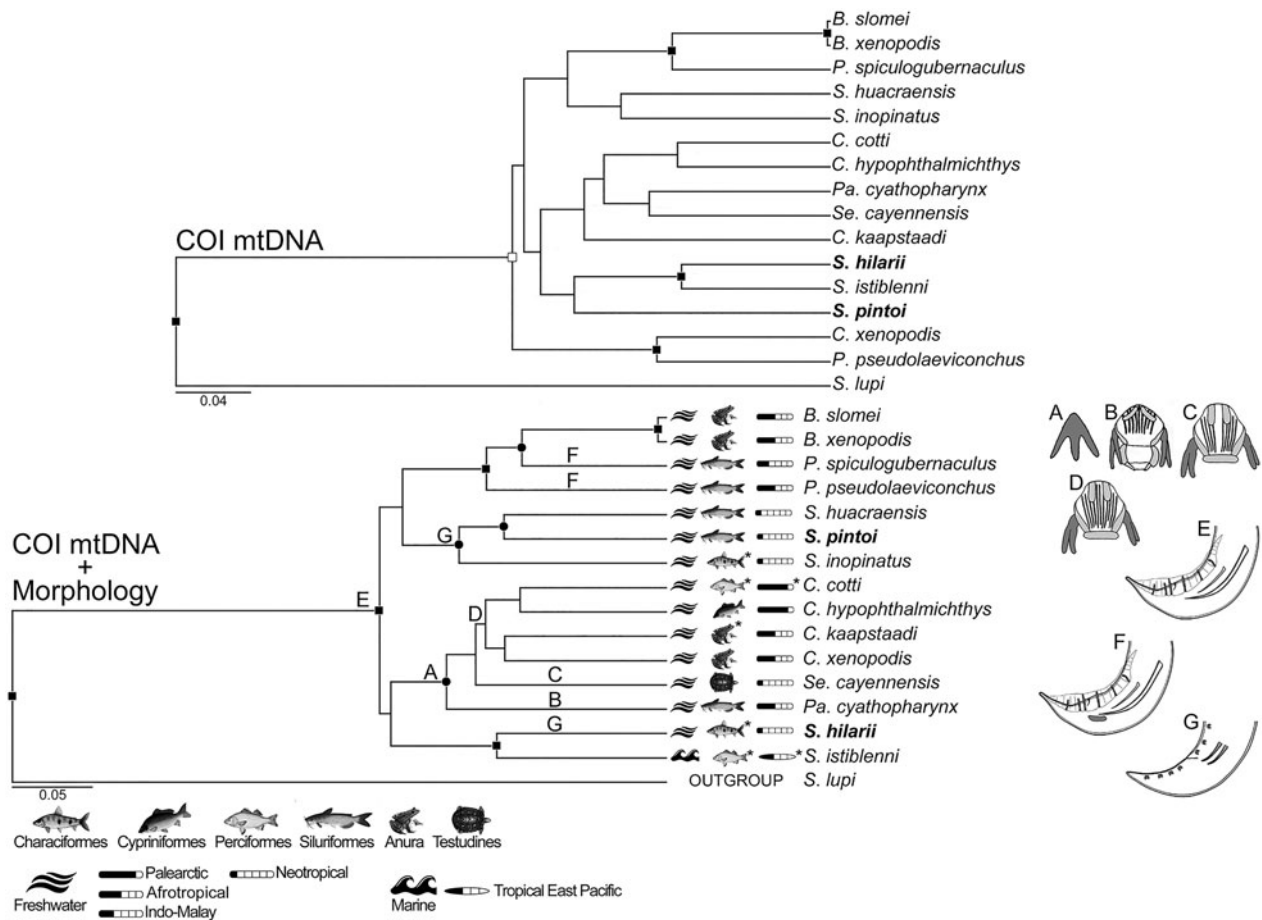 B. slomei
B. xenopodis
P. spiculogubernaculus
S. huacraensis
S. inopinatus
C. cotti
C. hypophthalmichthys
Pa. cyathopharynx
Se. cayennensis
C. kaapstaadi
S. hilarii
S. istiblenni
S. pintoi
C. xenopodis
P. pseudolaeviconchus
S. lupi
COI mtDNA
0.04
B. slomei
B. xenopodis
F P. spiculogubernaculus
F P. pseudolaeviconchus
S. huacraensis
G S. pintoi
* S. inopinatus
* * C. cotti
C. hypophthalmichthys
D * C. kaapstaadi
C. xenopodis
A C Se. cayennensis
B Pa. cyathopharynx
G * S. hilarii
* * S. istiblenni
OUTGROUP S. lupi
COI mtDNA
+
Morphology
E
0.05
A B C
D
E
F
G
Characiformes Cypriniformes Perciformes Siluriformes Anura Testudines
Freshwater
Palearctic Neotropical
Afrotropical
Indo-Malay
Marine Tropical East Pacific